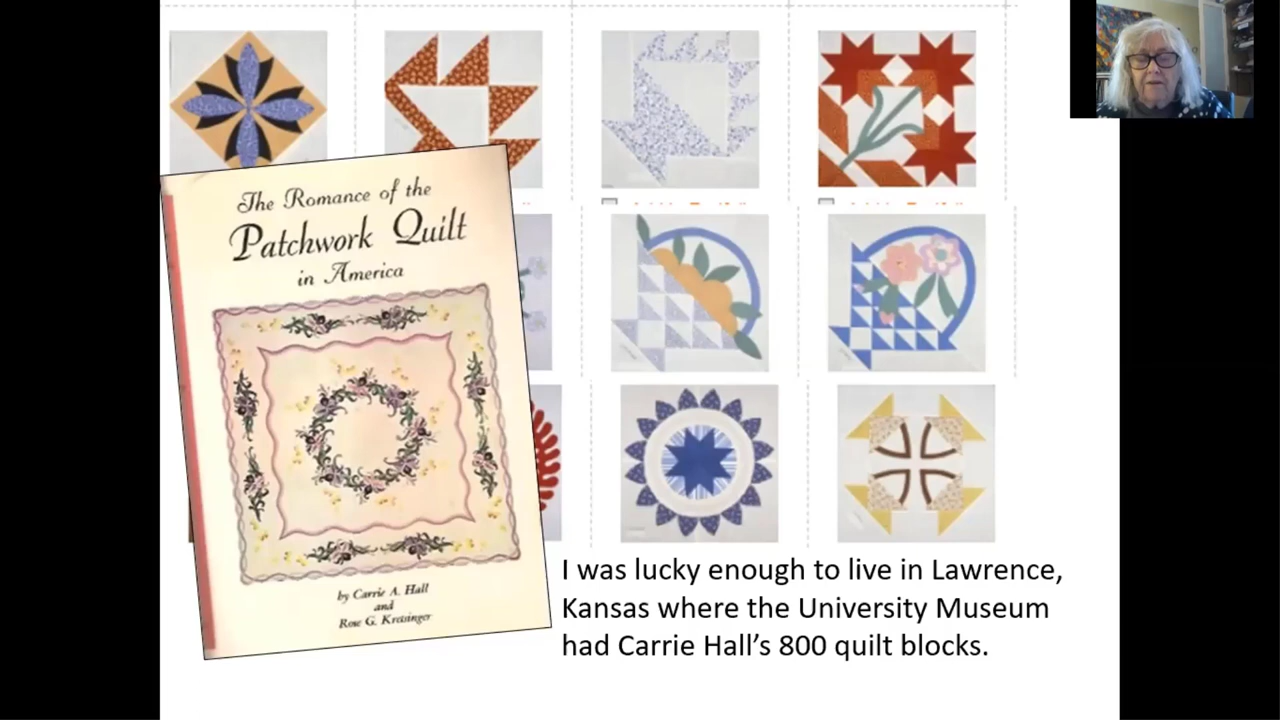 The Romance of the
Patchwork Quilt
in America
by Carrie A. Hall
and
Rose G. Kretsinger
I was lucky enough to live in Lawrence,
Kansas where the University Museum
had Carrie Hall’s 800 quilt blocks.